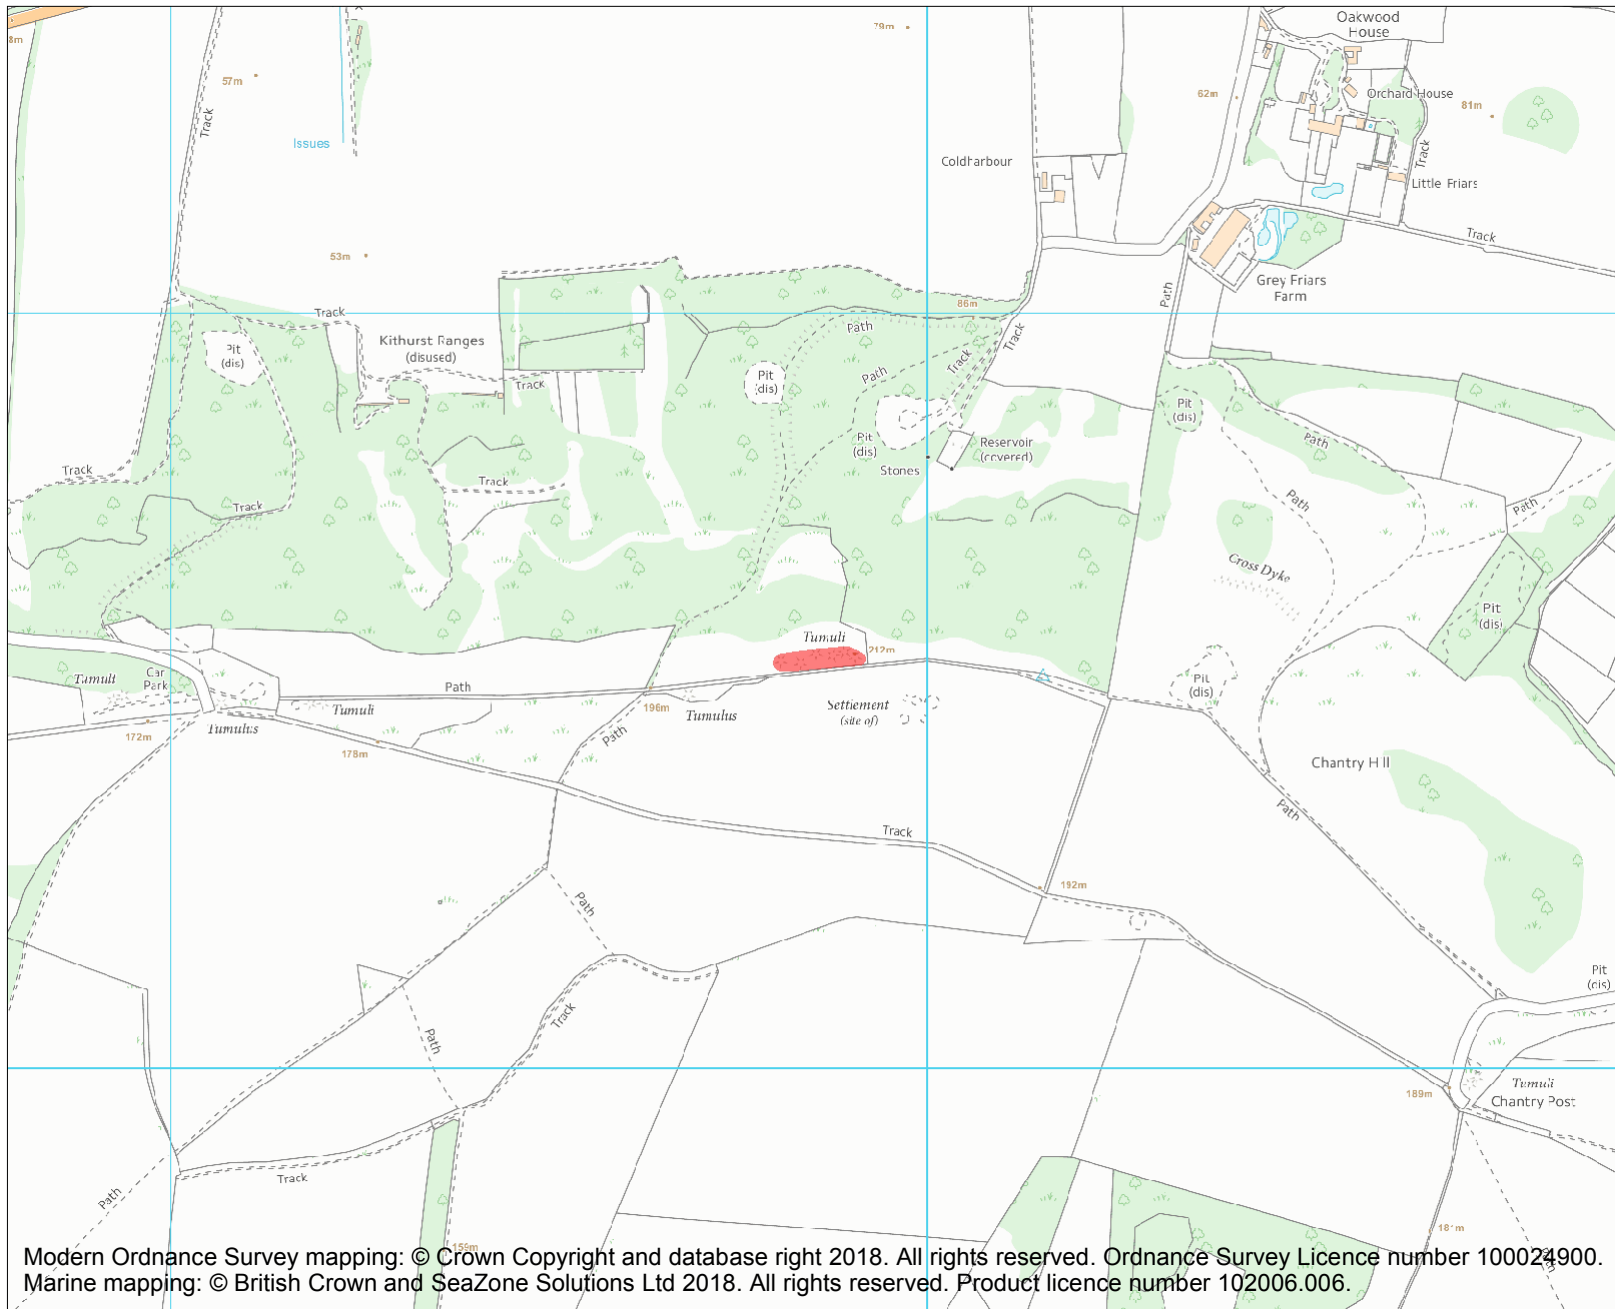 Oakwood
House
79m
8m
57m
Track
Issues
62m
Orchard House
81m
Coldharbour
Track
Little Friars
53m
Track
Grey Friars
Farm
Path
86m
Track
Kithurst Ranges
(disused)
Pit
(dis)
Path
Track
Track
Pit
(dis)
Path
Track
Pit
(dis)
Pit
(dis)
Path
Reservoir
(covered)
Stones
Track
Track
Track
Path
Path
Cross Dyke
Pit
(dis)
Tumuli
212m
Tumuli
Car
Park
Path
Pit
(dis)
Tumuli
196m
Tumulus
Settlement
(site of)
Tumulus
172m
178m
Path
Chantry Hill
Path
Track
192m
Path
Pit
(dis)
Track
Path
189m
Tumuli
Chantry Post
Track
Path
181m
159m
Path
Modern Ordnance Survey mapping: © Crown Copyright and database right 2018. All rights reserved. Ordnance Survey Licence number 100024900.
Marine mapping: © British Crown and SeaZone Solutions Ltd 2018. All rights reserved. Product licence number 102006.006.